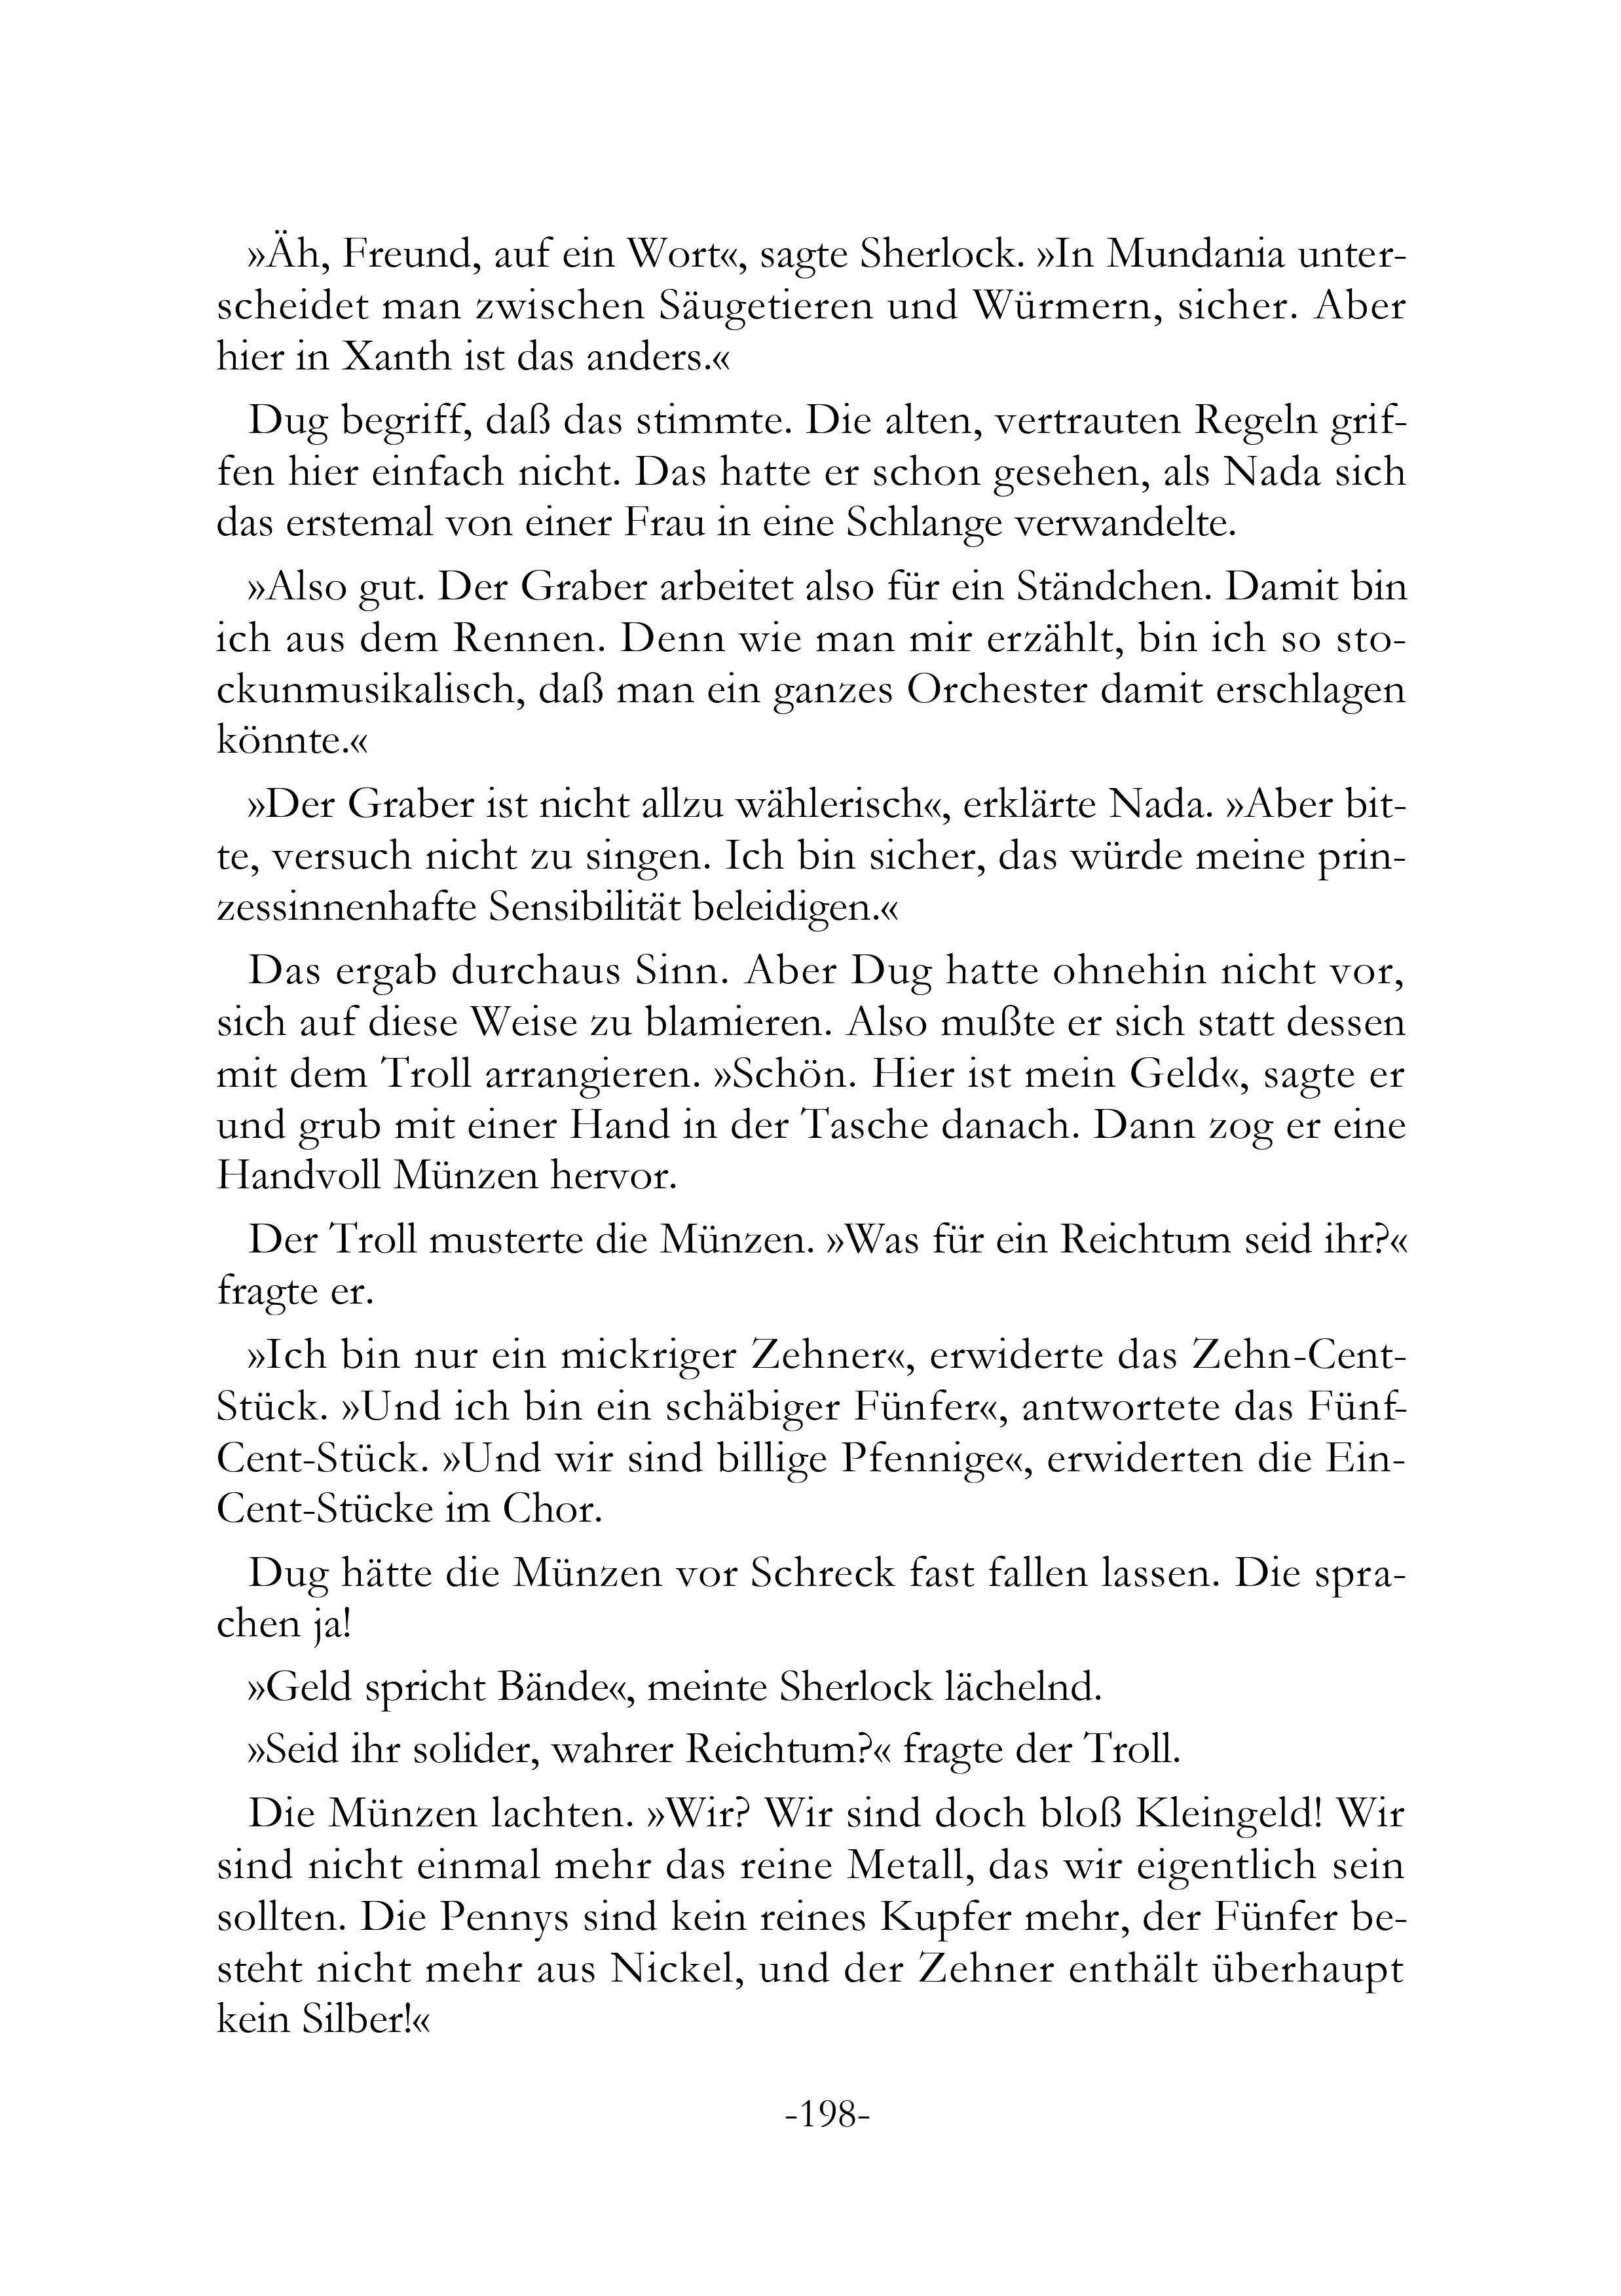 »Äh, Freund, auf ein Wort«, sagte Sherlock. »In Mundania unter-
scheidet man zwischen Säugetieren und Würmern, sicher. Aber
hier in Xanth ist das anders.«
Dug begriff, daß das stimmte. Die alten, vertrauten Regeln grif-
fen hier einfach nicht. Das hatte er schon gesehen, als Nada sich
das erstemal von einer Frau in eine Schlange verwandelte.
»Also gut. Der Graber arbeitet also für ein Ständchen. Damit bin
ich aus dem Rennen. Denn wie man mir erzählt, bin ich so sto-
ckunmusikalisch, daß man ein ganzes Orchester damit erschlagen
könnte.«
»Der Graber ist nicht allzu wählerisch«, erklärte Nada. »Aber bit-
te, versuch nicht zu singen. Ich bin sicher, das würde meine prin-
zessinnenhafte Sensibilität beleidigen.«
Das ergab durchaus Sinn. Aber Dug hatte ohnehin nicht vor,
sich auf diese Weise zu blamieren. Also mußte er sich statt dessen
mit dem Troll arrangieren. »Schön. Hier ist mein Geld«, sagte er
und grub mit einer Hand in der Tasche danach. Dann zog er eine
Handvoll Münzen hervor.
Der Troll musterte die Münzen. »Was für ein Reichtum seid ihr?«
fragte er.
»Ich bin nur ein mickriger Zehner«, erwiderte das Zehn-Cent-
Stück. »Und ich bin ein schäbiger Fünfer«, antwortete das Fünf-
Cent-Stück. »Und wir sind billige Pfennige«, erwiderten die Ein-
Cent-Stücke im Chor.
Dug hätte die Münzen vor Schreck fast fallen lassen. Die spra-
chen ja!
»Geld spricht Bände«, meinte Sherlock lächelnd.
»Seid ihr solider, wahrer Reichtum?« fragte der Troll.
Die Münzen lachten. »Wir? Wir sind doch bloß Kleingeld! Wir
sind nicht einmal mehr das reine Metall, das wir eigentlich sein
sollten. Die Pennys sind kein reines Kupfer mehr, der Fünfer be-
steht nicht mehr aus Nickel, und der Zehner enthält überhaupt
kein Silber!«
-198-